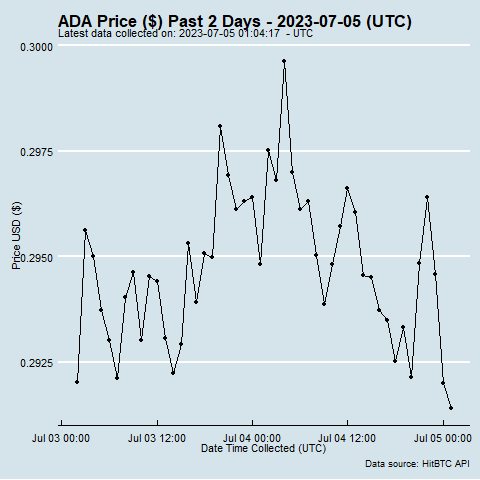 ADA Price ($) Past 2 Days - 2023-07-05 (UTC)
Latest data collected on: 2023-07-05 01:04:17  - UTC
0.3000
0.2975
0.2950
0.2925
Price USD ($)
Jul 03 00:00 Jul 03 12:00 Jul 04 00:00 Jul 04 12:00 Jul 05 00:00
Date Time Collected (UTC)
Data source: HitBTC API